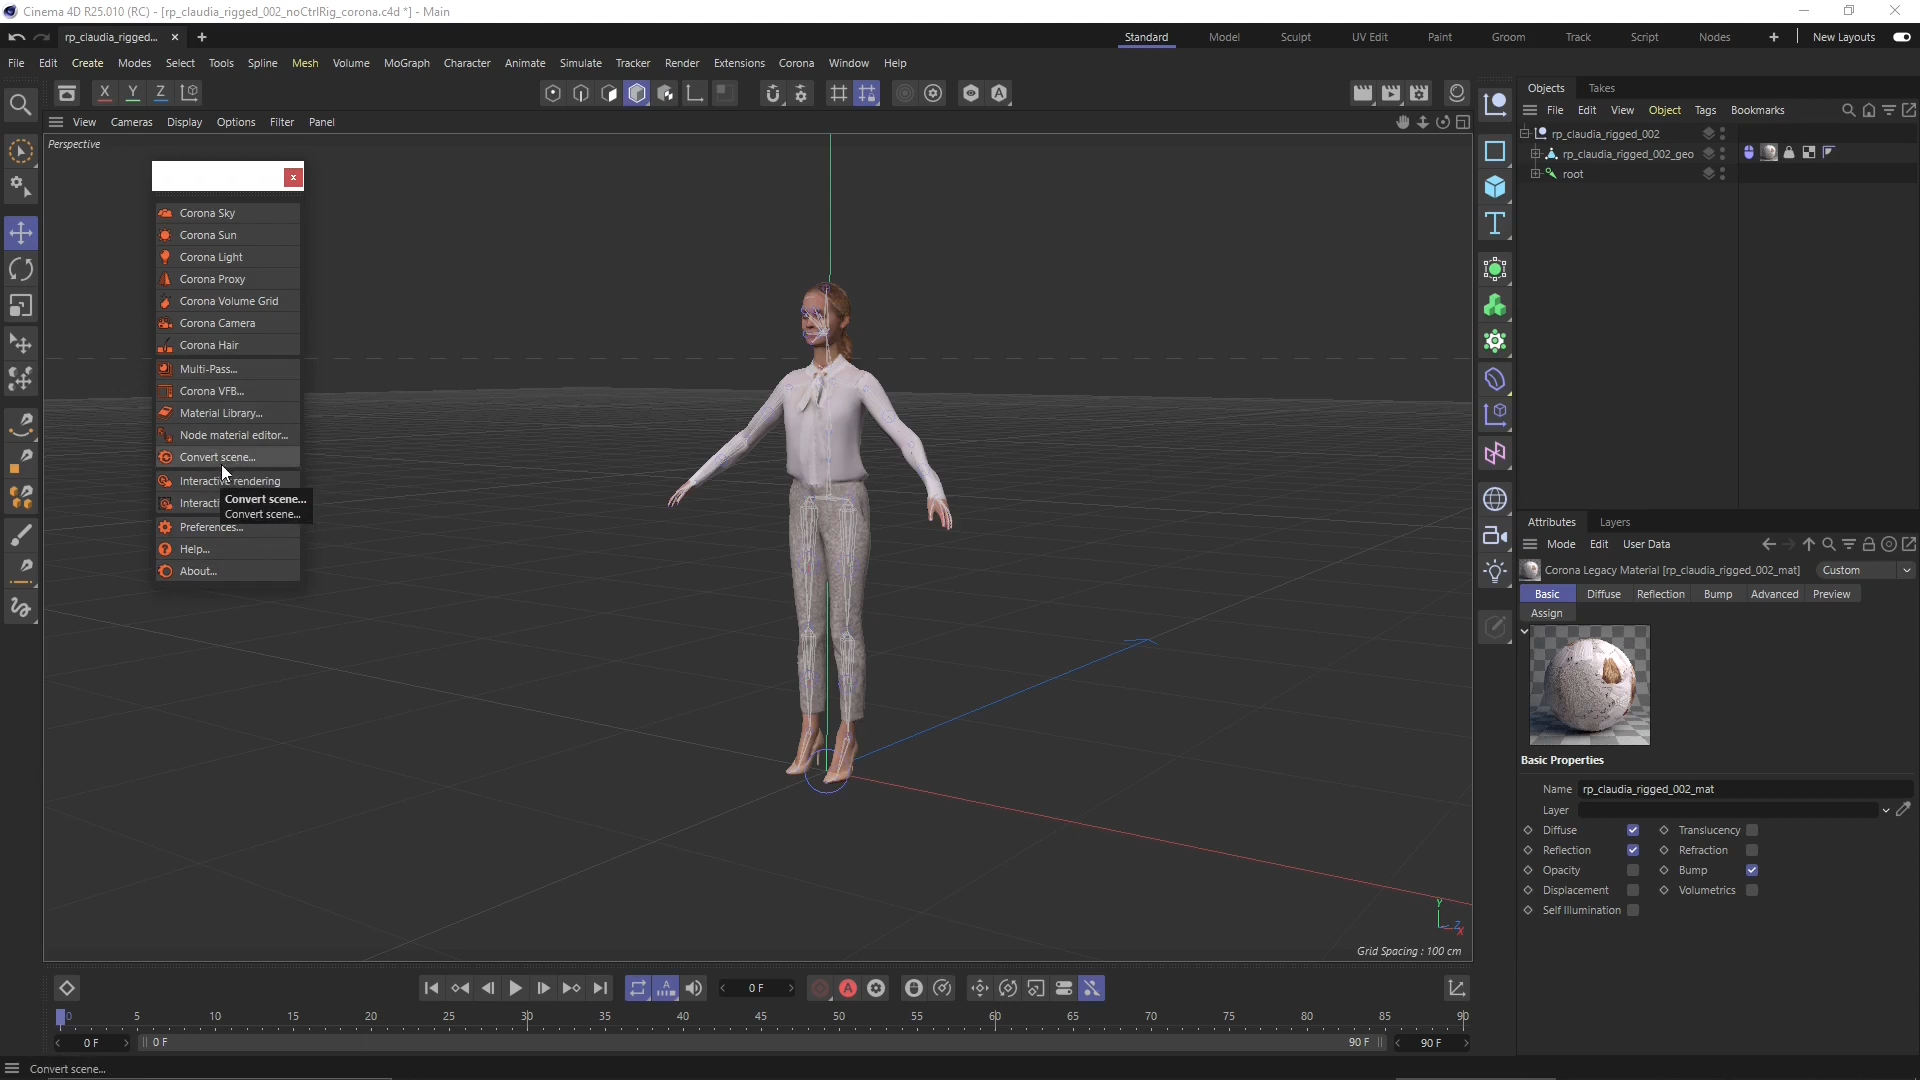 Cinema 4D R25.010 (RC) - [rp_claudia_rigged_002_noCtrlRig_corona.c4d *] - Main
rp_claudia_rigged... × +
Standard Model Sculpt UV Edit Paint Groom Track Script Nodes + New Layouts
File Edit Create Modes Select Tools Spline Mesh Volume MoGraph Character Animate Simulate Tracker Render Extensions Corona Window Help
X Y Z
View Cameras Display Options Filter Panel
Perspective
x
Corona Sky
Corona Sun
Corona Light
Corona Proxy
Corona Volume Grid
Corona Camera
Corona Hair
Multi-Pass...
Corona VFB...
Material Library...
Node material editor...
Convert scene...
Interactive rendering
Interacti
Convert scene...
Convert scene...
Preferences...
Help...
About...
Y
Z
X
Grid Spacing : 100 cm
Objects Takes
File Edit View Object Tags Bookmarks
rp_claudia_rigged_002
rp_claudia_rigged_002_geo
root
Attributes Layers
Mode Edit User Data
Corona Legacy Material [rp_claudia_rigged_002_mat] Custom
Basic Diffuse Reflection Bump Advanced Preview
Assign
Basic Properties
Name rp_claudia_rigged_002_mat
Layer
Diffuse Translucency
Reflection Refraction
Opacity Bump
Displacement Volumetrics
Self Illumination
0 F
0 5 10 15 20 25 30 35 40 45 50 55 60 65 70 75 80 85 90
0 F 0 F 90 F 90 F
Convert scene...